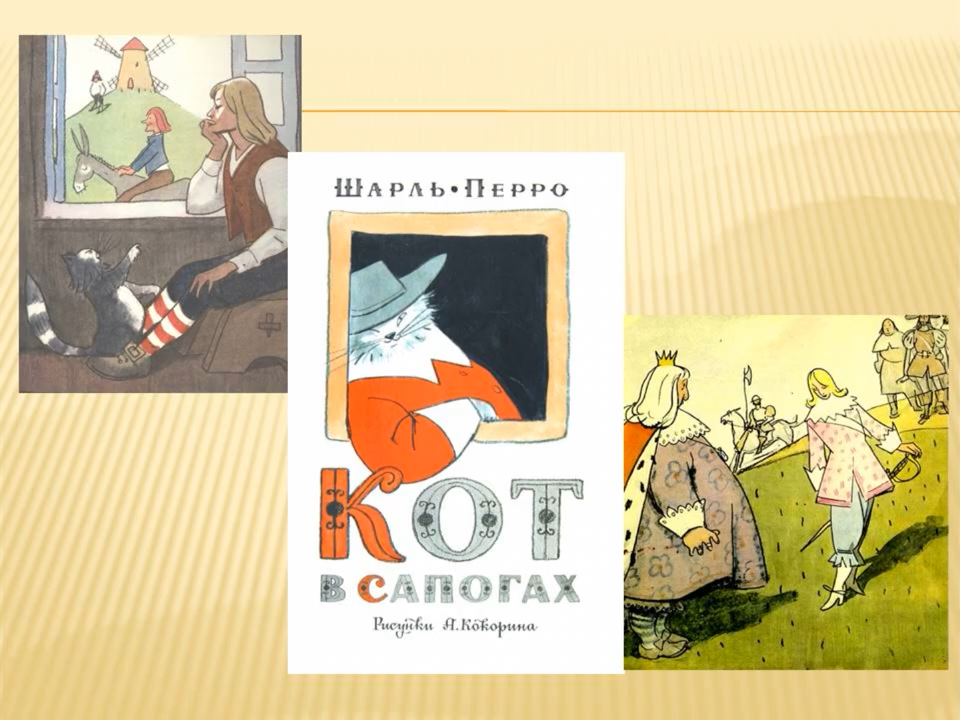 ШАРЛЬ • ПЕРРО
КОТ
В САПОГАХ
Рисунки А. Кокорина